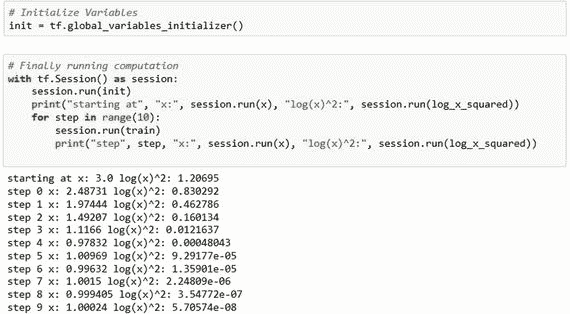 # Initialize Variables
init = tf.global_variables_initializer()
# Finally running computation
with tf.Session() as session:
    session.run(init)
    print("starting at", "x:", session.run(x), "log(x)^2:", session.run(log_x_squared))
    for step in range(10):
        session.run(train)
        print("step", step, "x:", session.run(x), "log(x)^2:", session.run(log_x_squared))
starting at x: 3.0 log(x)^2: 1.20695
step 0 x: 2.48731 log(x)^2: 0.830292
step 1 x: 1.97444 log(x)^2: 0.462786
step 2 x: 1.49207 log(x)^2: 0.160134
step 3 x: 1.1166 log(x)^2: 0.0121637
step 4 x: 0.97832 log(x)^2: 0.00048043
step 5 x: 1.00969 log(x)^2: 9.29177e-05
step 6 x: 0.99632 log(x)^2: 1.35901e-05
step 7 x: 1.0015 log(x)^2: 2.24809e-06
step 8 x: 0.999405 log(x)^2: 3.54772e-07
step 9 x: 1.00024 log(x)^2: 5.70574e-08